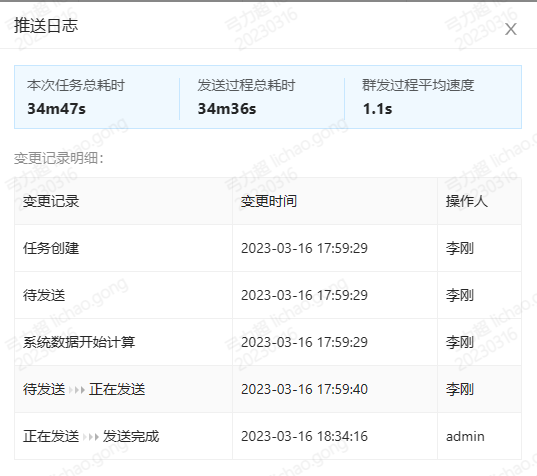 推送日志
本次任务总耗时 发送过程总耗时 群发过程平均速度
34m47s 34m36s 1.1s
变更记录明细：
变更记录 变更时间 操作人
任务创建 2023-03-16 17:59:29 李刚
待发送 2023-03-16 17:59:29 李刚
系统数据开始计算 2023-03-16 17:59:29 李刚
待发送 正在发送 2023-03-16 17:59:40 李刚
正在发送 发送完成 2023-03-16 18:34:16 admin
弓力超 lichao.gong
20230316